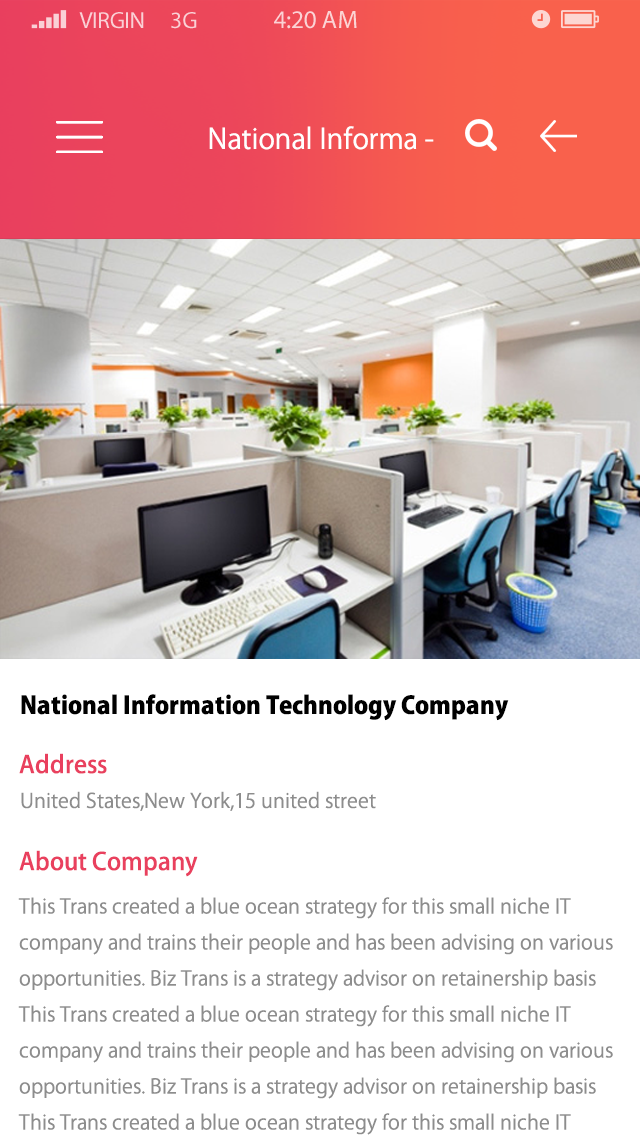 VIRGIN 3G 4:20 AM
National Informa -
National Information Technology Company
Address
United States,New York,15 united street
About Company
This Trans created a blue ocean strategy for this small niche IT
company and trains their people and has been advising on various
opportunities. Biz Trans is a strategy advisor on retainership basis
This Trans created a blue ocean strategy for this small niche IT
company and trains their people and has been advising on various
opportunities. Biz Trans is a strategy advisor on retainership basis
This Trans created a blue ocean strategy for this small niche IT